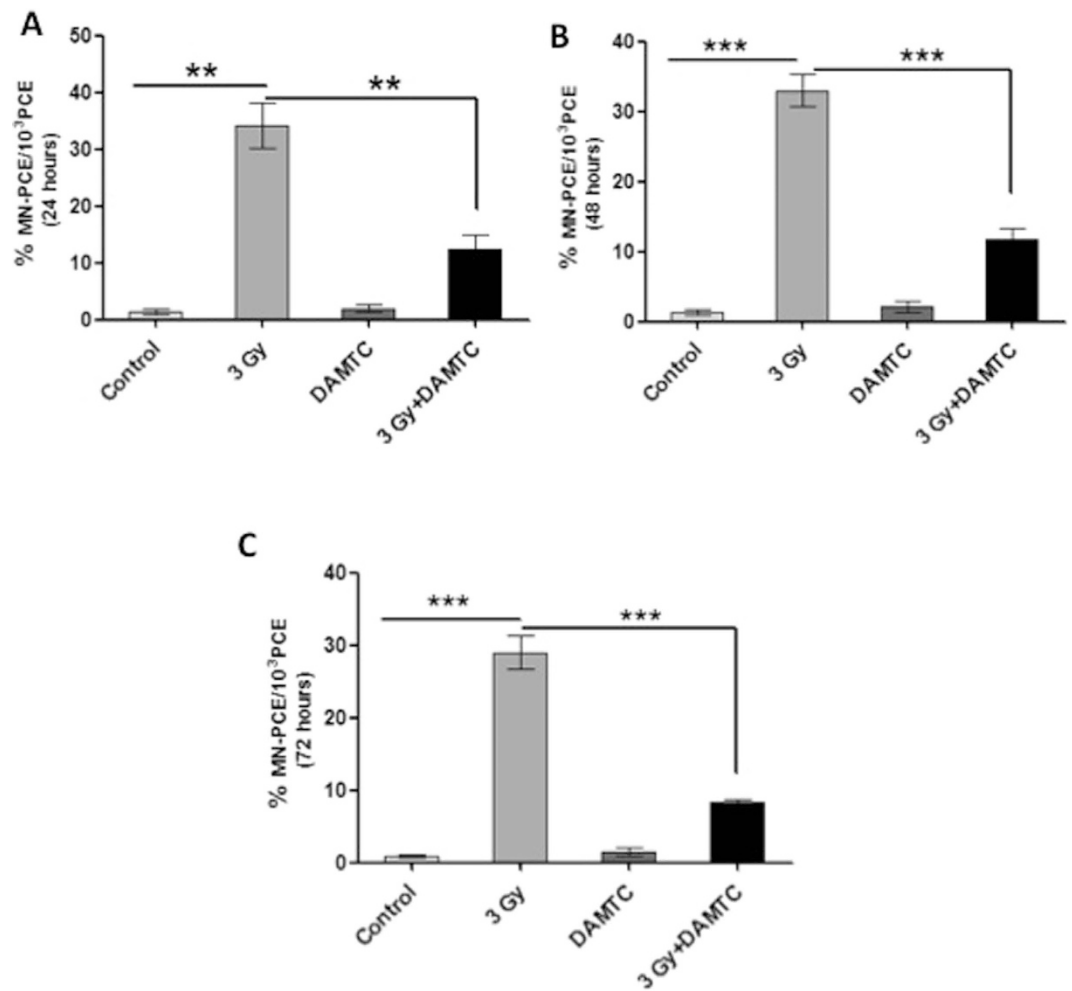 A
% MN-PCE/10³PCE
(24 hours)
50
40
30
20
10
0
**
**
Control
3 Gy
DAMTC
3 Gy+DAMTC
B
% MN-PCE/10³PCE
(48 hours)
40
30
20
10
0
***
***
Control
3 Gy
DAMTC
3 Gy+DAMTC
C
% MN-PCE/10³PCE
(72 hours)
40
30
20
10
0
***
***
Control
3 Gy
DAMTC
3 Gy+DAMTC